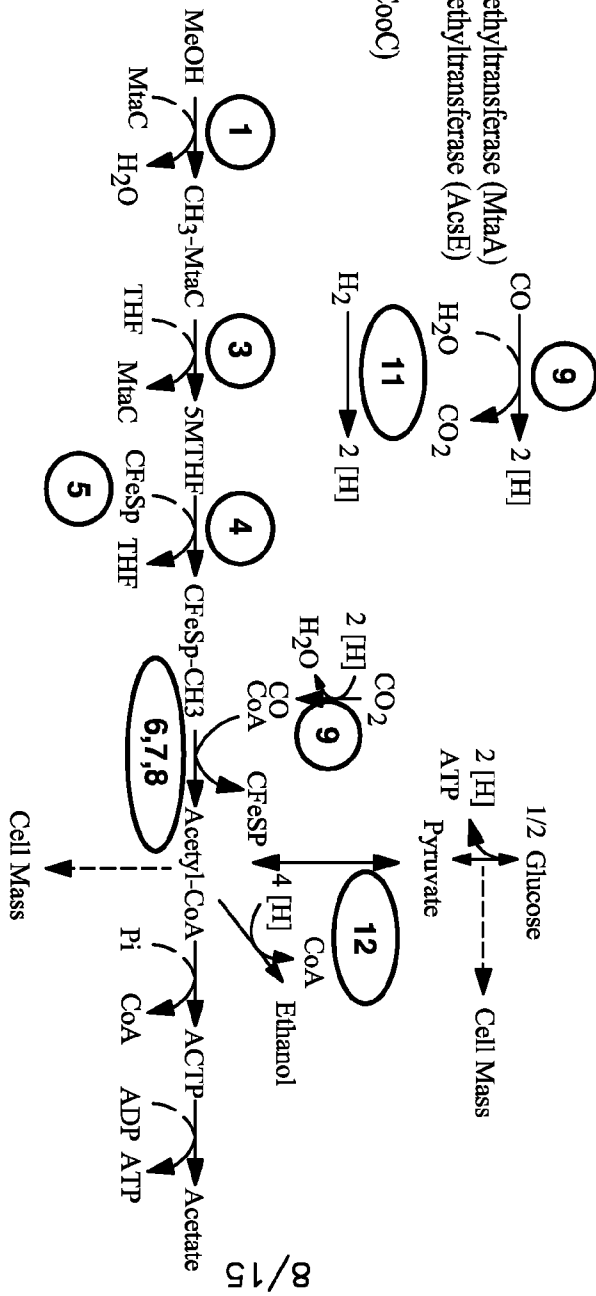 ethyltransferase (MtaA)
ethyltransferase (AcsE)
CooC)
CO
9
2 [H]
H2O
CO2
11
H2
2 [H]
1/2 Glucose
2 [H]
ATP
Cell Mass
Pyruvate
12
CO2
2 [H]
H2O
9
CO
CoA
CFeSP
4 [H]
CoA
Ethanol
MeOH
1
CH3-MtaC
3
5MTHF
4
CFeSp-CH3
6,7,8
Acetyl-CoA
ACTP
Acetate
MtaC
H2O
THF
MtaC
CFeSp
THF
5
Pi
CoA
ADP
ATP
Cell Mass
8/15